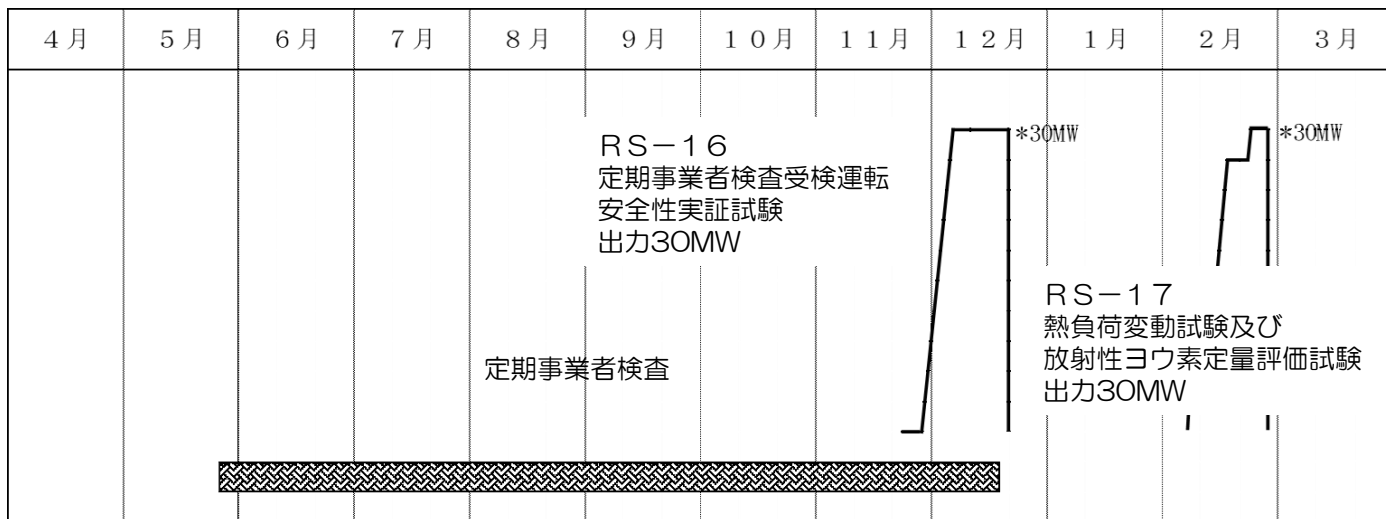 4月 5月 6月 7月 8月 9月 10月 11月 12月 1月 2月 3月
*30MW
*30MW
RS-16
定期事業者検査受検運転
安全性実証試験
出力30MW
RS-17
熱負荷変動試験及び
放射性ヨウ素定量評価試験
出力30MW
定期事業者検査